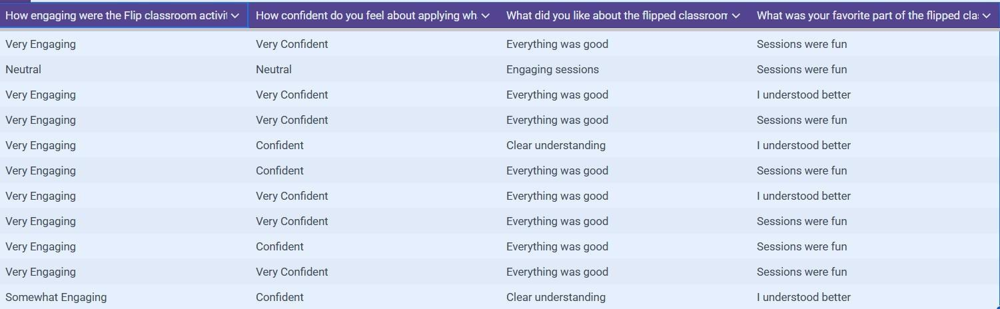 How engaging were the Flip classroom activi How confident do you feel about applying wh What did you like about the flipped classroom What was your favorite part of the flipped cla
Very Engaging Very Confident Everything was good Sessions were fun
Neutral Neutral Engaging sessions Sessions were fun
Very Engaging Very Confident Everything was good I understood better
Very Engaging Very Confident Everything was good Sessions were fun
Very Engaging Confident Clear understanding I understood better
Very Engaging Confident Everything was good Sessions were fun
Very Engaging Very Confident Everything was good I understood better
Very Engaging Very Confident Everything was good Sessions were fun
Very Engaging Confident Everything was good Sessions were fun
Very Engaging Very Confident Everything was good Sessions were fun
Somewhat Engaging Confident Clear understanding I understood better